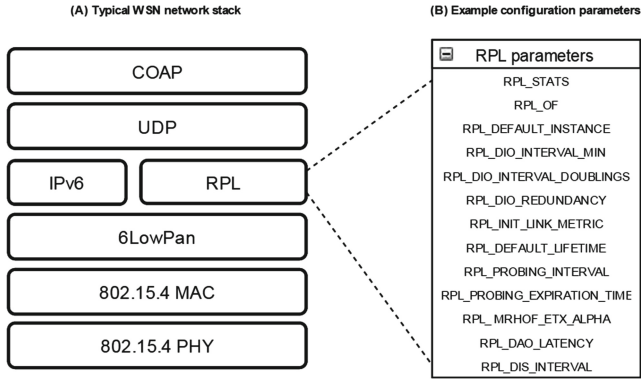 (A) Typical WSN network stack
COAP
UDP
IPv6
RPL
6LowPan
802.15.4 MAC
802.15.4 PHY
(B) Example configuration parameters
RPL parameters
RPL_STATS
RPL_OF
RPL_DEFAULT_INSTANCE
RPL_DIO_INTERVAL_MIN
RPL_DIO_INTERVAL_DOUBLINGS
RPL_DIO_REDUNDANCY
RPL_INIT_LINK_METRIC
RPL_DEFAULT_LIFETIME
RPL_PROBING_INTERVAL
RPL_PROBING_EXPIRATION_TIME
RPL_MRHOF_ETX_ALPHA
RPL_DAO_LATENCY
RPL_DIS_INTERVAL